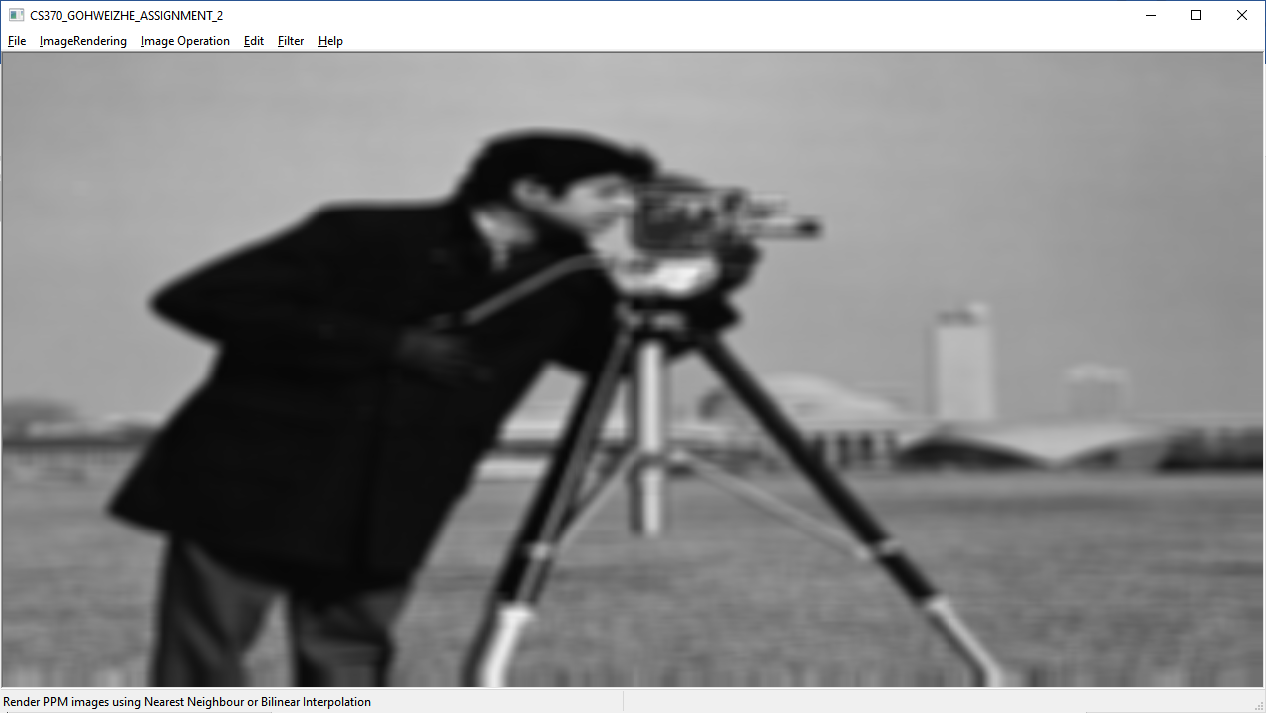 CS370_GOHWEIZHE_ASSIGNMENT_2
File ImageRendering Image Operation Edit Filter Help
Render PPM images using Nearest Neighbour or Bilinear Interpolation